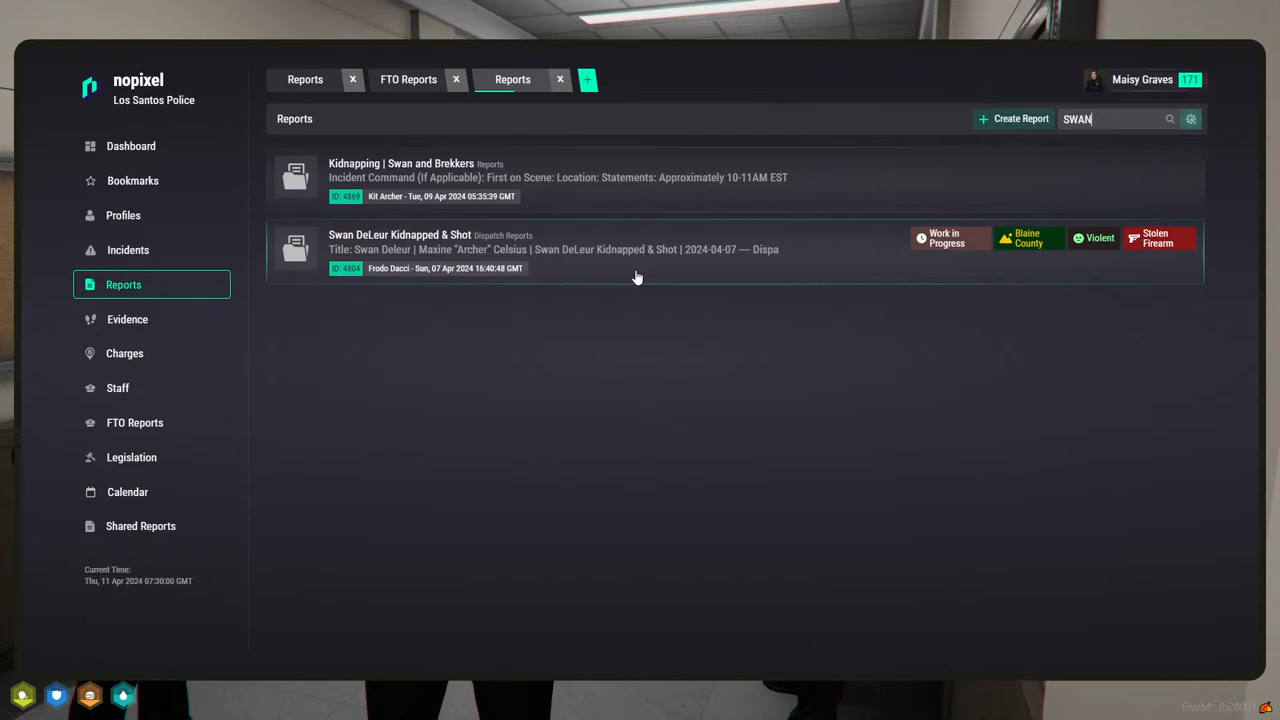 nopixel
Los Santos Police
Reports x FTO Reports x Reports x +
Maisy Graves 171
Reports
Create Report
SWAN
Dashboard
Bookmarks
Profiles
Incidents
Reports
Evidence
Charges
Staff
FTO Reports
Legislation
Calendar
Shared Reports
Current Time:
Thu, 11 Apr 2024 07:30:00 GMT
Kidnapping | Swan and Brekkers Reports
Incident Command (If Applicable): First on Scene: Location: Statements: Approximately 10-11AM EST
ID: 4869 Kit Archer - Tue, 09 Apr 2024 05:35:39 GMT
Swan DeLeur Kidnapped & Shot Dispatch Reports
Title: Swan Deleur | Maxine "Archer" Celsius | Swan DeLeur Kidnapped & Shot | 2024-04-07 — Dispa
ID: 4804 Frodo Dacci - Sun, 07 Apr 2024 16:40:48 GMT
Work in
Progress
Blaine
County
Violent
Stolen
Firearm
FiveM* (b2802)